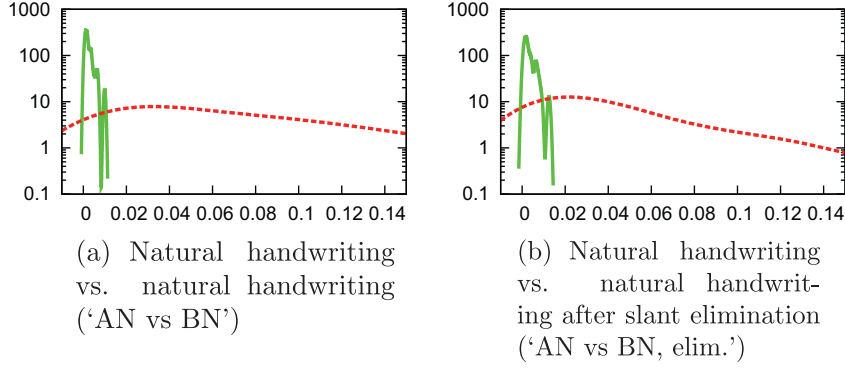 1000
100
10
1
0.1
0 0.02 0.04 0.06 0.08 0.1 0.12 0.14
(a) Natural handwriting
vs. natural handwriting
(‘AN vs BN’)
1000
100
10
1
0.1
0 0.02 0.04 0.06 0.08 0.1 0.12 0.14
(b) Natural handwriting
vs. natural handwrit-
ing after slant elimination
(‘AN vs BN, elim.’)